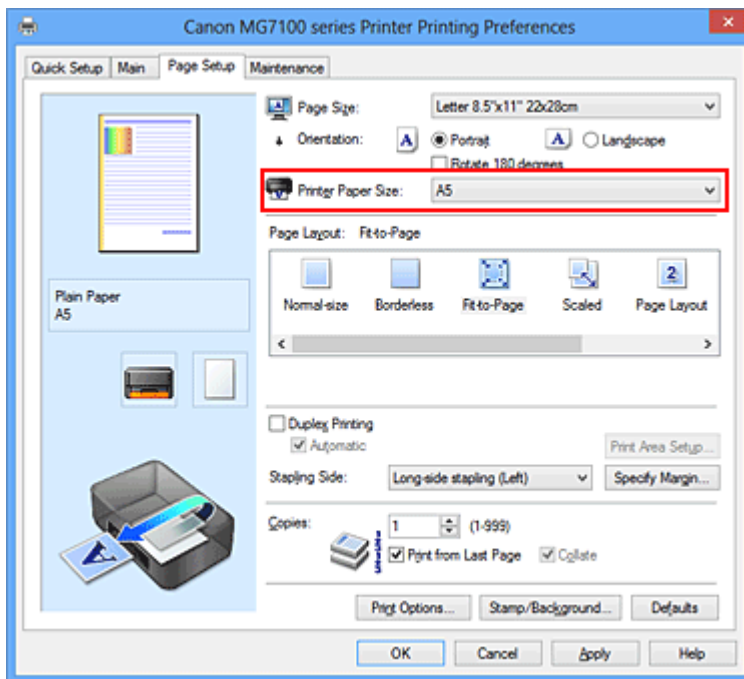 Canon MG7100 series Printer Printing Preferences
Quick Setup Main Page Setup Maintenance
Page Size: Letter 8.5"x11" 22x28cm
Orientation: A Portrait A Landscape
Rotate 180 degrees
Printer Paper Size: A5
Page Layout: Fit-to-Page
Normal-size Borderless Fit-to-Page Scaled 2 Page Layout
Plain Paper
A5
Duplex Printing
Automatic Print Area Setup...
Stapling Side: Long-side stapling (Left) Specify Margin...
Copies: 1 (1-999)
Print from Last Page Collate
A
Print Options... Stamp/Background... Defaults
OK Cancel Apply Help